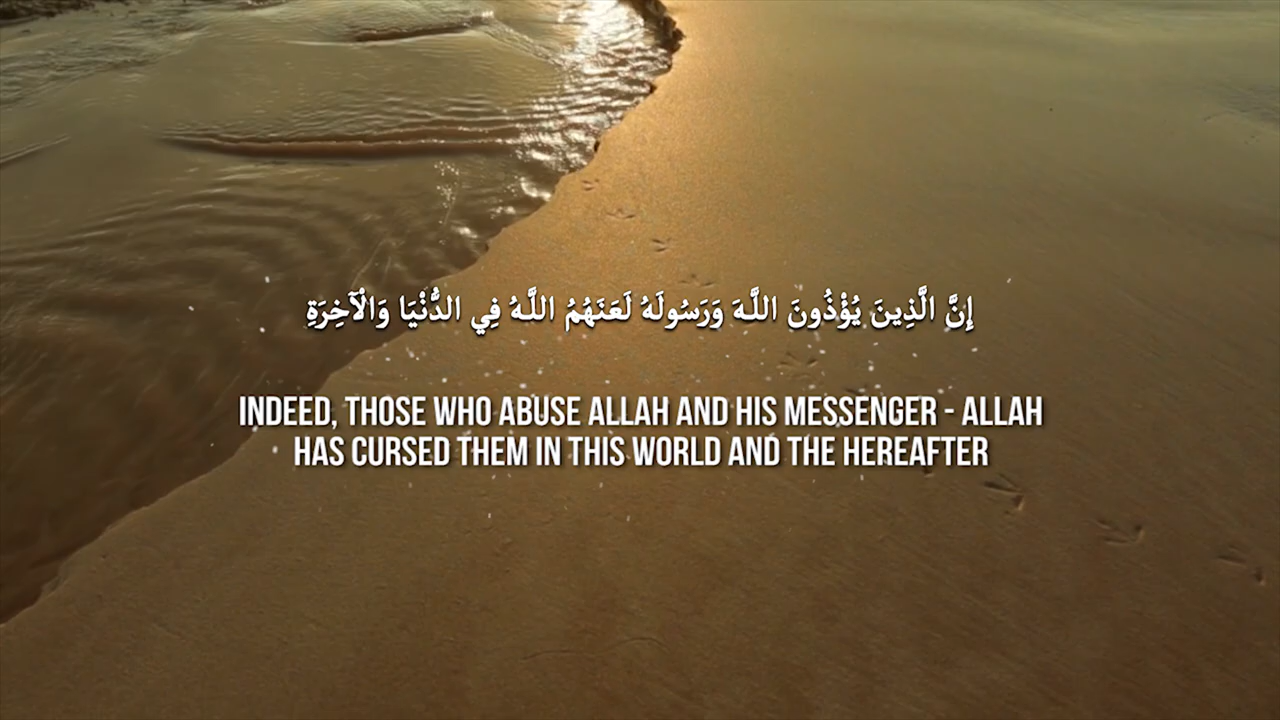 إِنَّ الَّذِينَ يُؤْذُونَ اللَّهَ وَرَسُولَهُ لَعَنَهُمُ اللَّهُ فِي الدُّنْيَا وَالْآخِرَةِ
INDEED, THOSE WHO ABUSE ALLAH AND HIS MESSENGER - ALLAH
HAS CURSED THEM IN THIS WORLD AND THE HEREAFTER